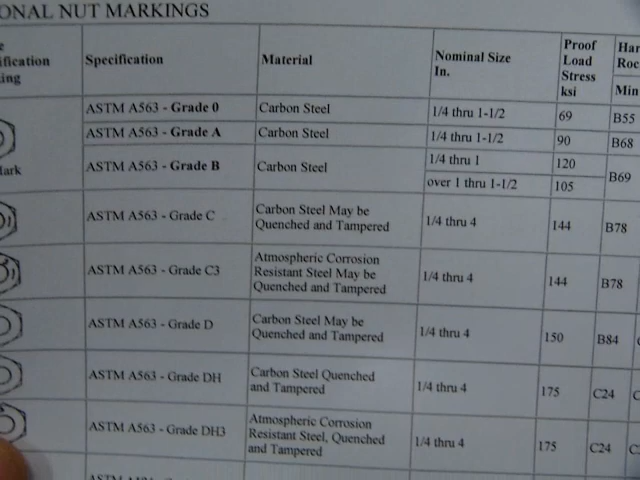 ONAL NUT MARKINGS
Specification
Material
Nominal Size
In.
Proof
Load
Stress
ksi
Har
Roc
Min
ification
ing
ASTM A563 - Grade 0
Carbon Steel
1/4 thru 1-1/2
69
B55
ASTM A563 - Grade A
Carbon Steel
1/4 thru 1-1/2
90
B68
ASTM A563 - Grade B
Carbon Steel
1/4 thru 1
120
B69
over 1 thru 1-1/2
105
ark
ASTM A563 - Grade C
Carbon Steel May be
Quenched and Tampered
1/4 thru 4
144
B78
ASTM A563 - Grade C3
Atmospheric Corrosion
Resistant Steel May be
Quenched and Tampered
1/4 thru 4
144
B78
ASTM A563 - Grade D
Carbon Steel May be
Quenched and Tampered
1/4 thru 4
150
B84
ASTM A563 - Grade DH
Carbon Steel Quenched
and Tampered
1/4 thru 4
175
C24
ASTM A563 - Grade DH3
Atmospheric Corrosion
Resistant Steel, Quenched
and Tampered
1/4 thru 4
175
C24